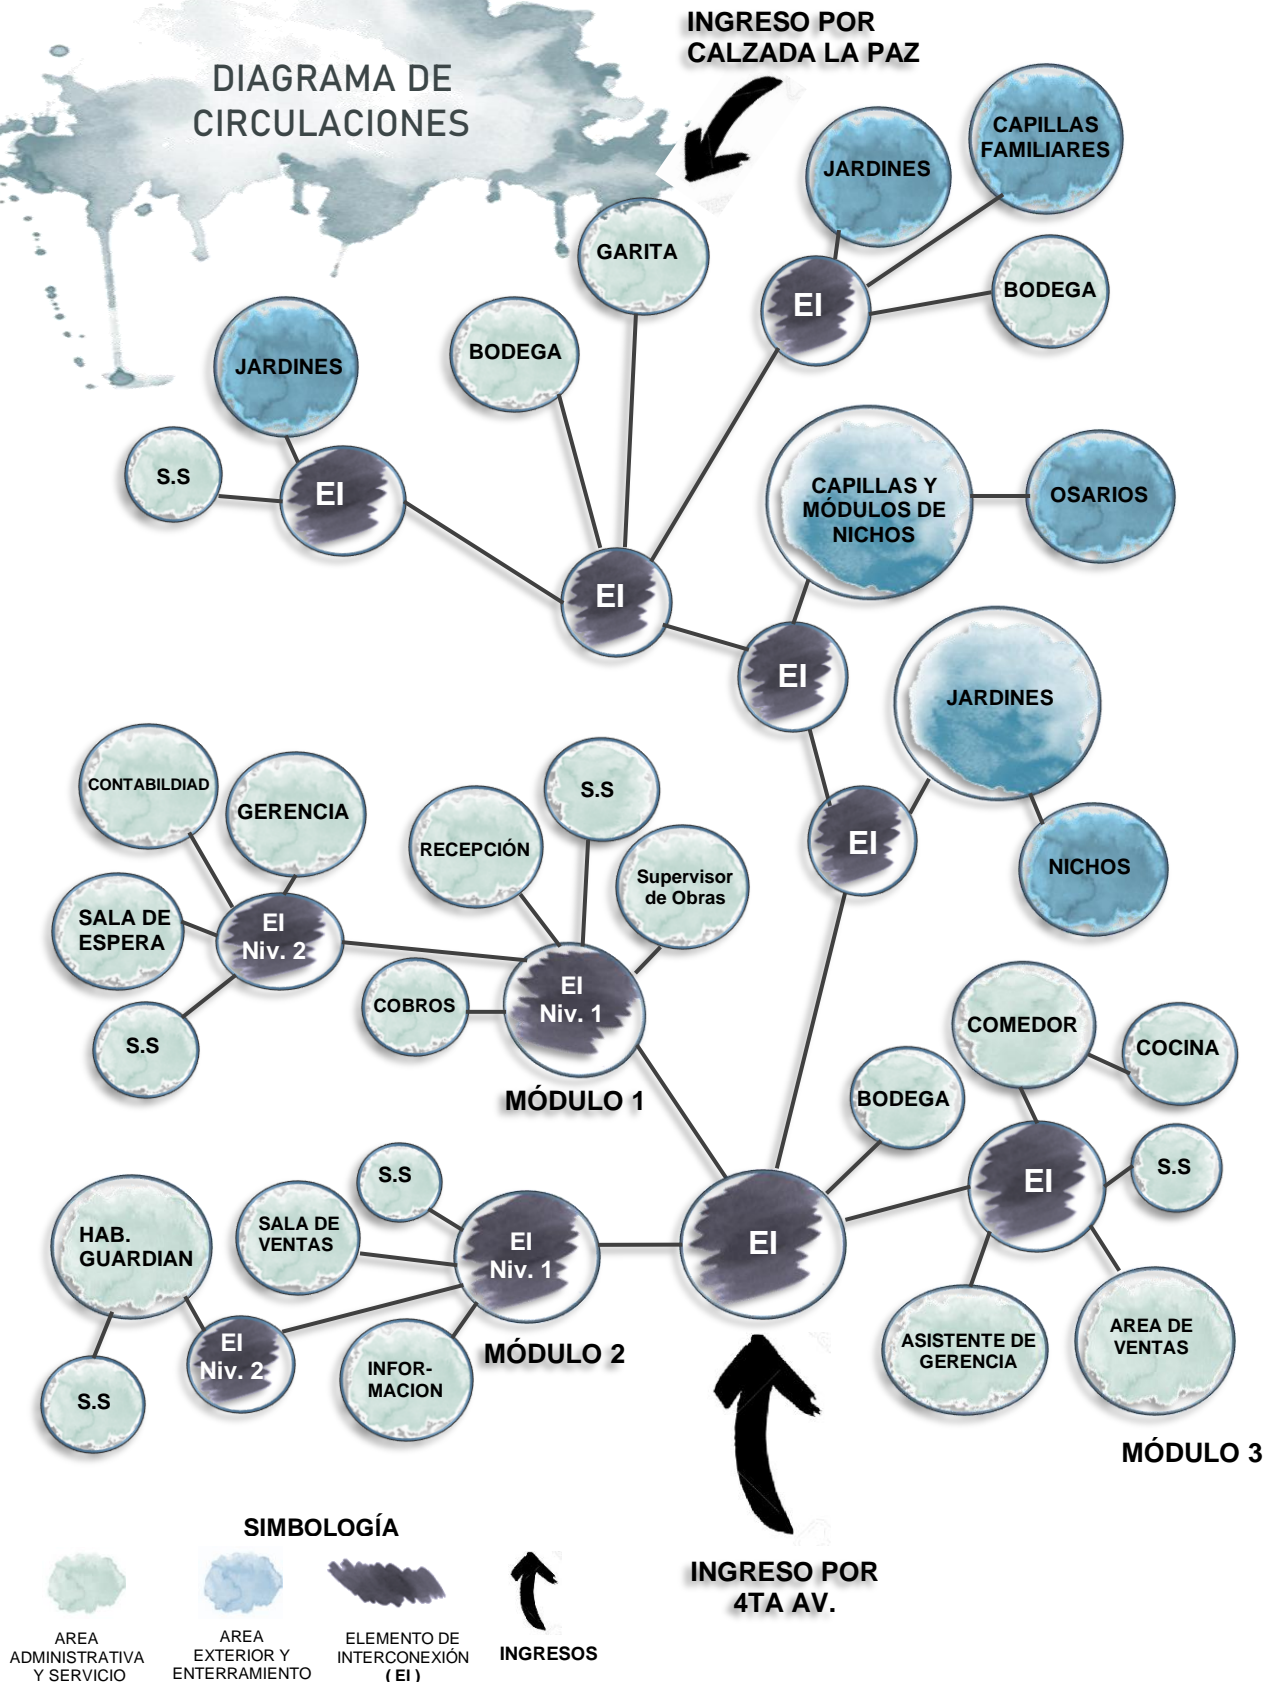 INGRESO POR
CALZADA LA PAZ
DIAGRAMA DE
CIRCULACIONES
CAPILLAS
FAMILIARES
JARDINES
GARITA
BODEGA
EI
BODEGA
JARDINES
S.S
EI
CAPILLAS Y
MÓDULOS DE
NICHOS
OSARIOS
EI
EI
JARDINES
CONTABILDIAD
GERENCIA
S.S
RECEPCIÓN
EI
NICHOS
Supervisor
de Obras
SALA DE
ESPERA
EI
Niv. 2
COBROS
EI
Niv. 1
S.S
COMEDOR
COCINA
MÓDULO 1
BODEGA
S.S
EI
S.S
HAB.
GUARDIAN
SALA DE
VENTAS
EI
Niv. 1
EI
EI
Niv. 2
INFOR-
MACION
MÓDULO 2
ASISTENTE DE
GERENCIA
AREA DE
VENTAS
S.S
MÓDULO 3
SIMBOLOGÍA
INGRESO POR
4TA AV.
AREA
ADMINISTRATIVA
Y SERVICIO
AREA
EXTERIOR Y
ENTERRAMIENTO
ELEMENTO DE
INTERCONEXIÓN
( EI )
INGRESOS